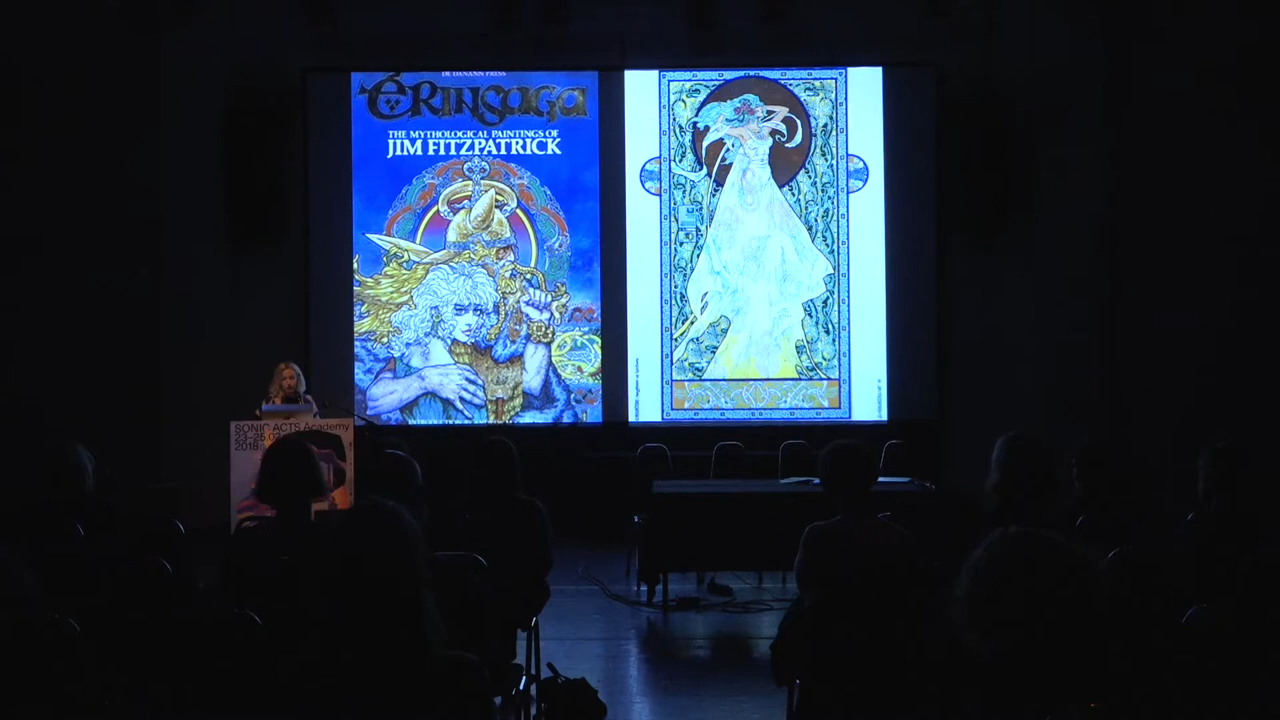 DE DANANN PRESS
ÉRINSAGA
THE MYTHOLOGICAL PAINTINGS OF
JIM FITZPATRICK
SONIC ACTS Academy
23–25.02
2018